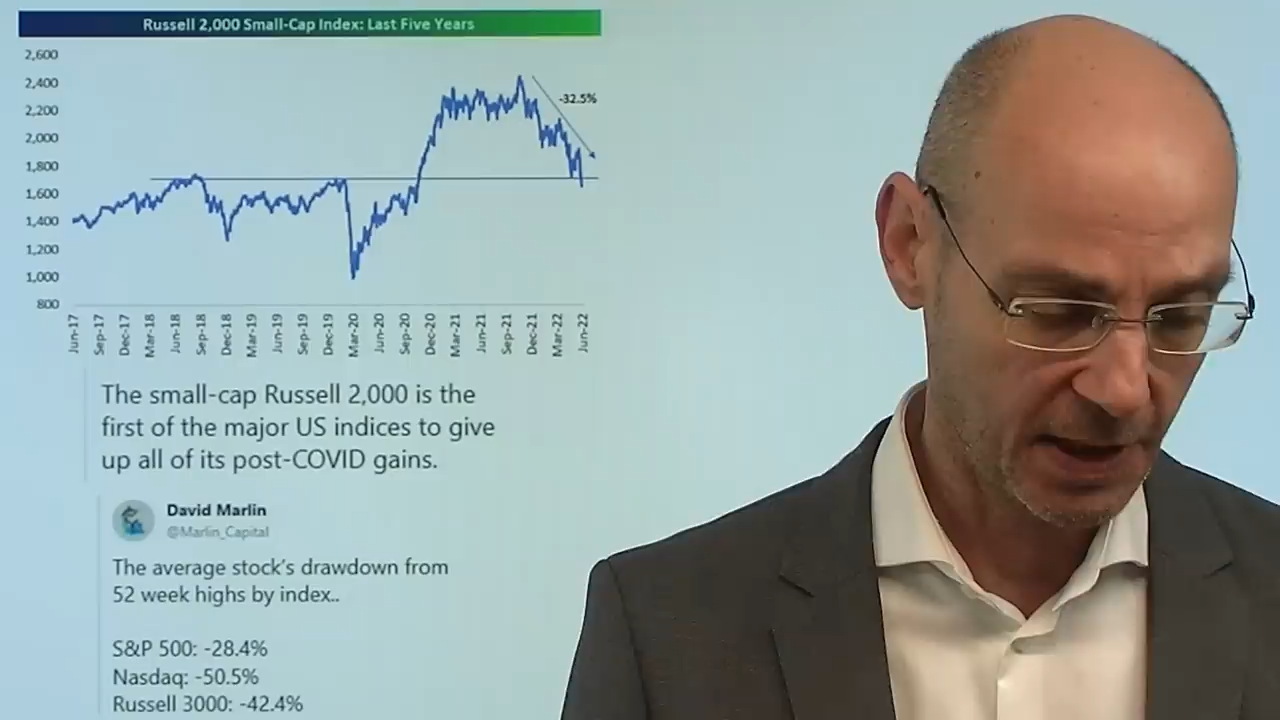 Russell 2,000 Small-Cap Index: Last Five Years
2,600
2,400
2,200
2,000
1,800
1,600
1,400
1,200
1,000
800
-32.5%
Jun-17
Sep-17
Dec-17
Mar-18
Jun-18
Sep-18
Dec-18
Mar-19
Jun-19
Sep-19
Dec-19
Mar-20
Jun-20
Sep-20
Dec-20
Mar-21
Jun-21
Sep-21
Dec-21
Mar-22
Jun-22
The small-cap Russell 2,000 is the
first of the major US indices to give
up all of its post-COVID gains.
David Marlin
@Marlin_Capital
The average stock's drawdown from
52 week highs by index..
S&P 500: -28.4%
Nasdaq: -50.5%
Russell 3000: -42.4%